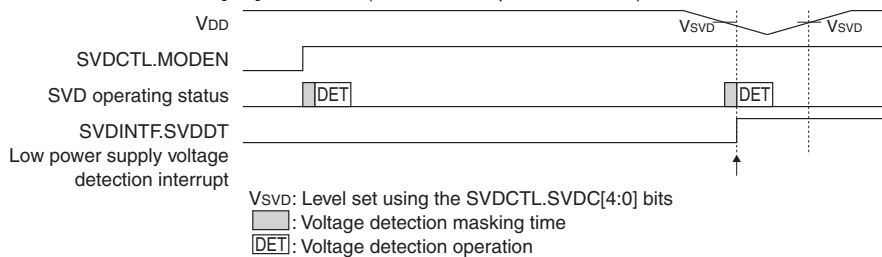 VDD
VSVD
VSVD
SVDCTL.MODEN
SVD operating status
DET
DET
SVDINTF.SVDDT
Low power supply voltage
detection interrupt
VSVD: Level set using the SVDCTL.SVDC[4:0] bits
: Voltage detection masking time
DET: Voltage detection operation